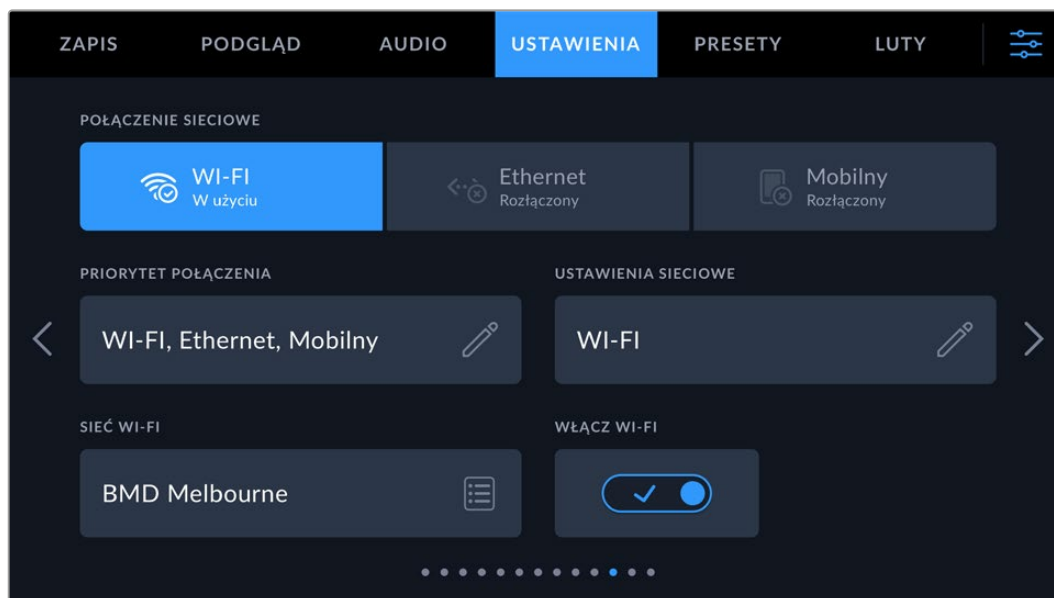 ZAPIS PODGLĄD AUDIO USTAWIENIA PRESETY LUTY
POŁĄCZENIE SIECIOWE
WI-FI Ethernet Mobilny
W użyciu Rozłączony Rozłączony
PRIORYTET POŁĄCZENIA USTAWIENIA SIECIOWE
WI-FI, Ethernet, Mobilny WI-FI
SIEĆ WI-FI WŁĄCZ WI-FI
BMD Melbourne